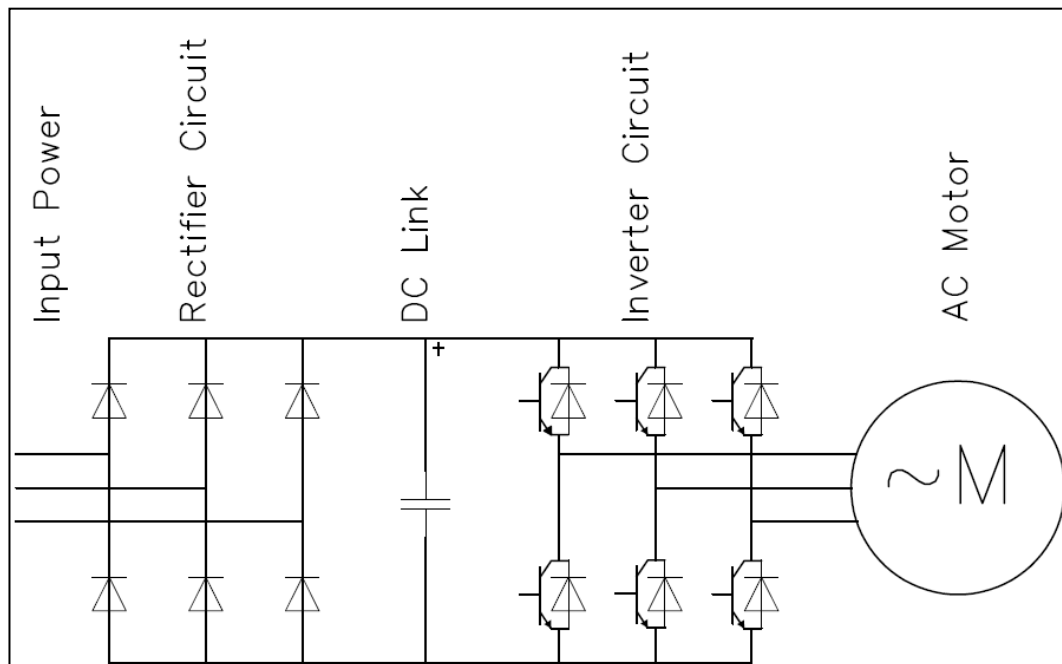 Input Power
Rectifier Circuit
DC Link
Inverter Circuit
AC Motor
+
~M